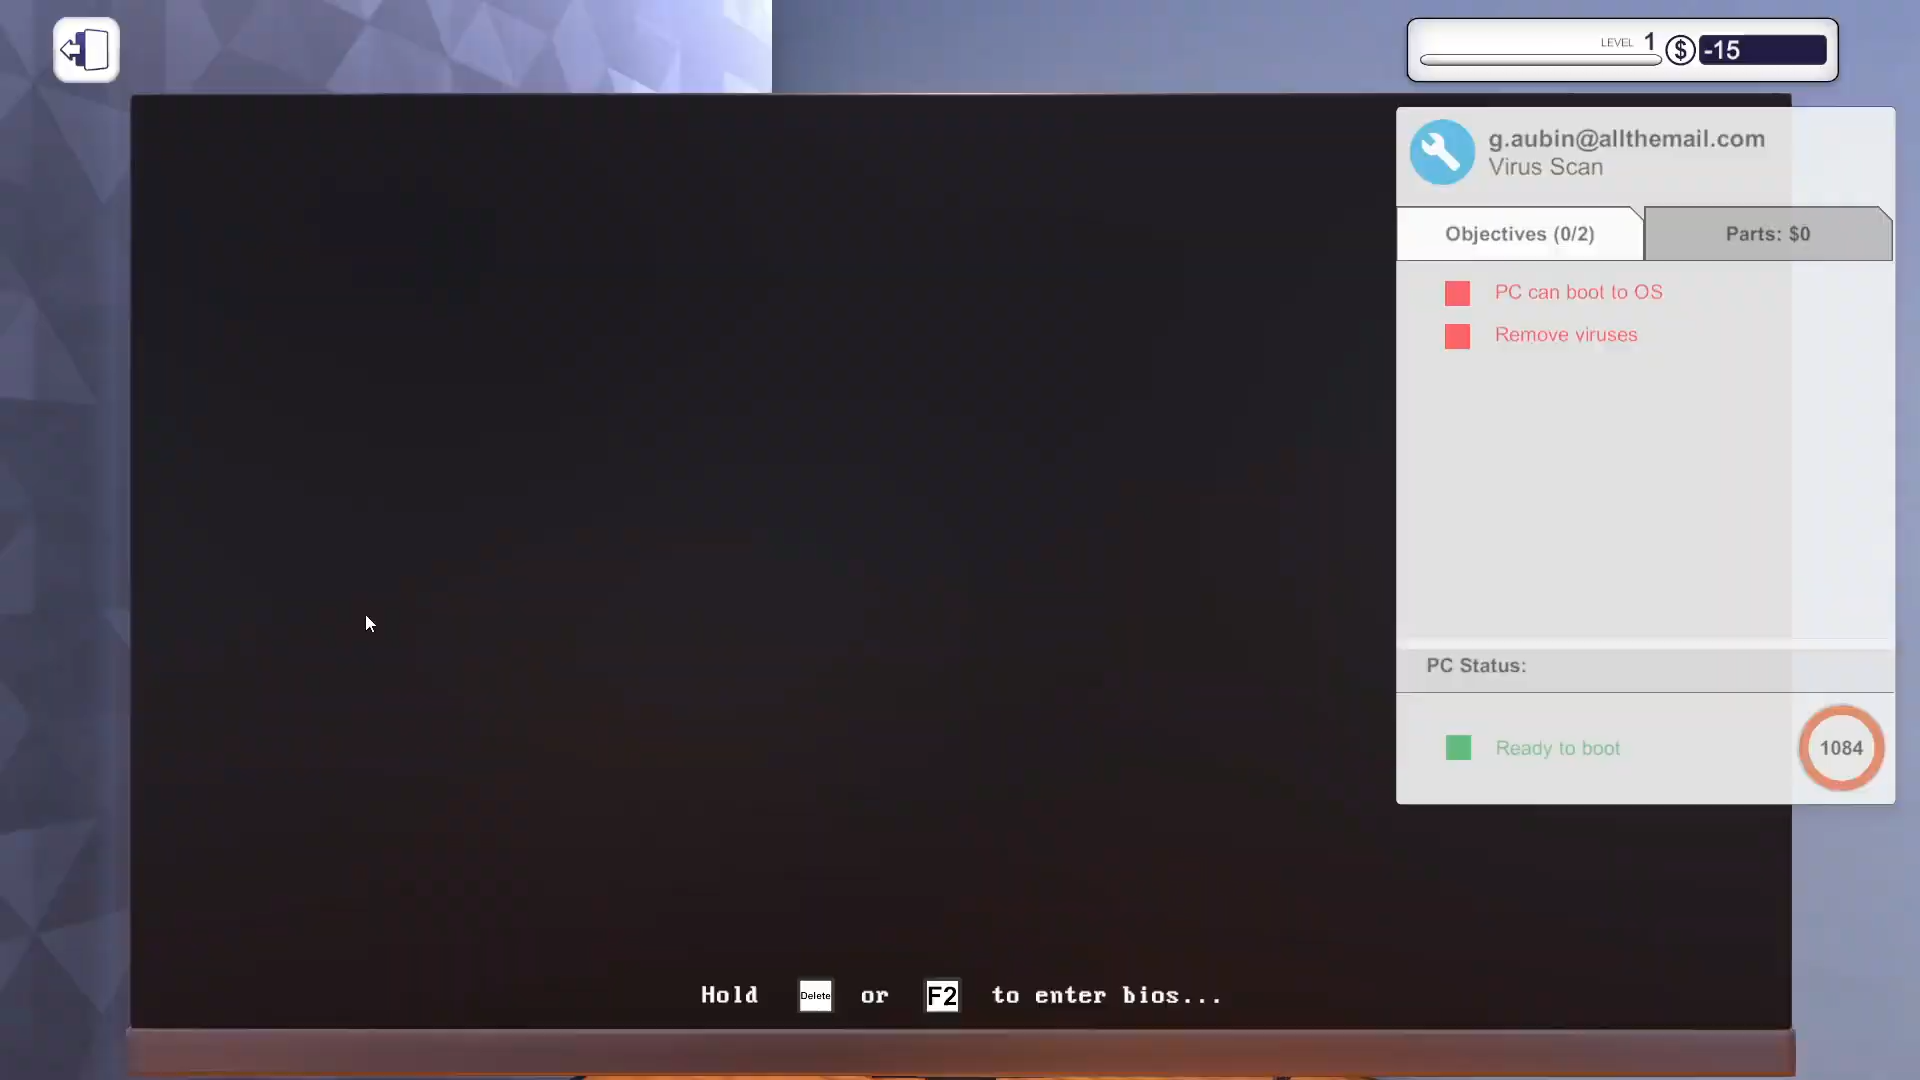 LEVEL 1 $ -15
g.aubin@allthemail.com
Virus Scan
Objectives (0/2)
Parts: $0
PC can boot to OS
Remove viruses
PC Status:
Ready to boot
1084
Hold Delete or F2 to enter bios...